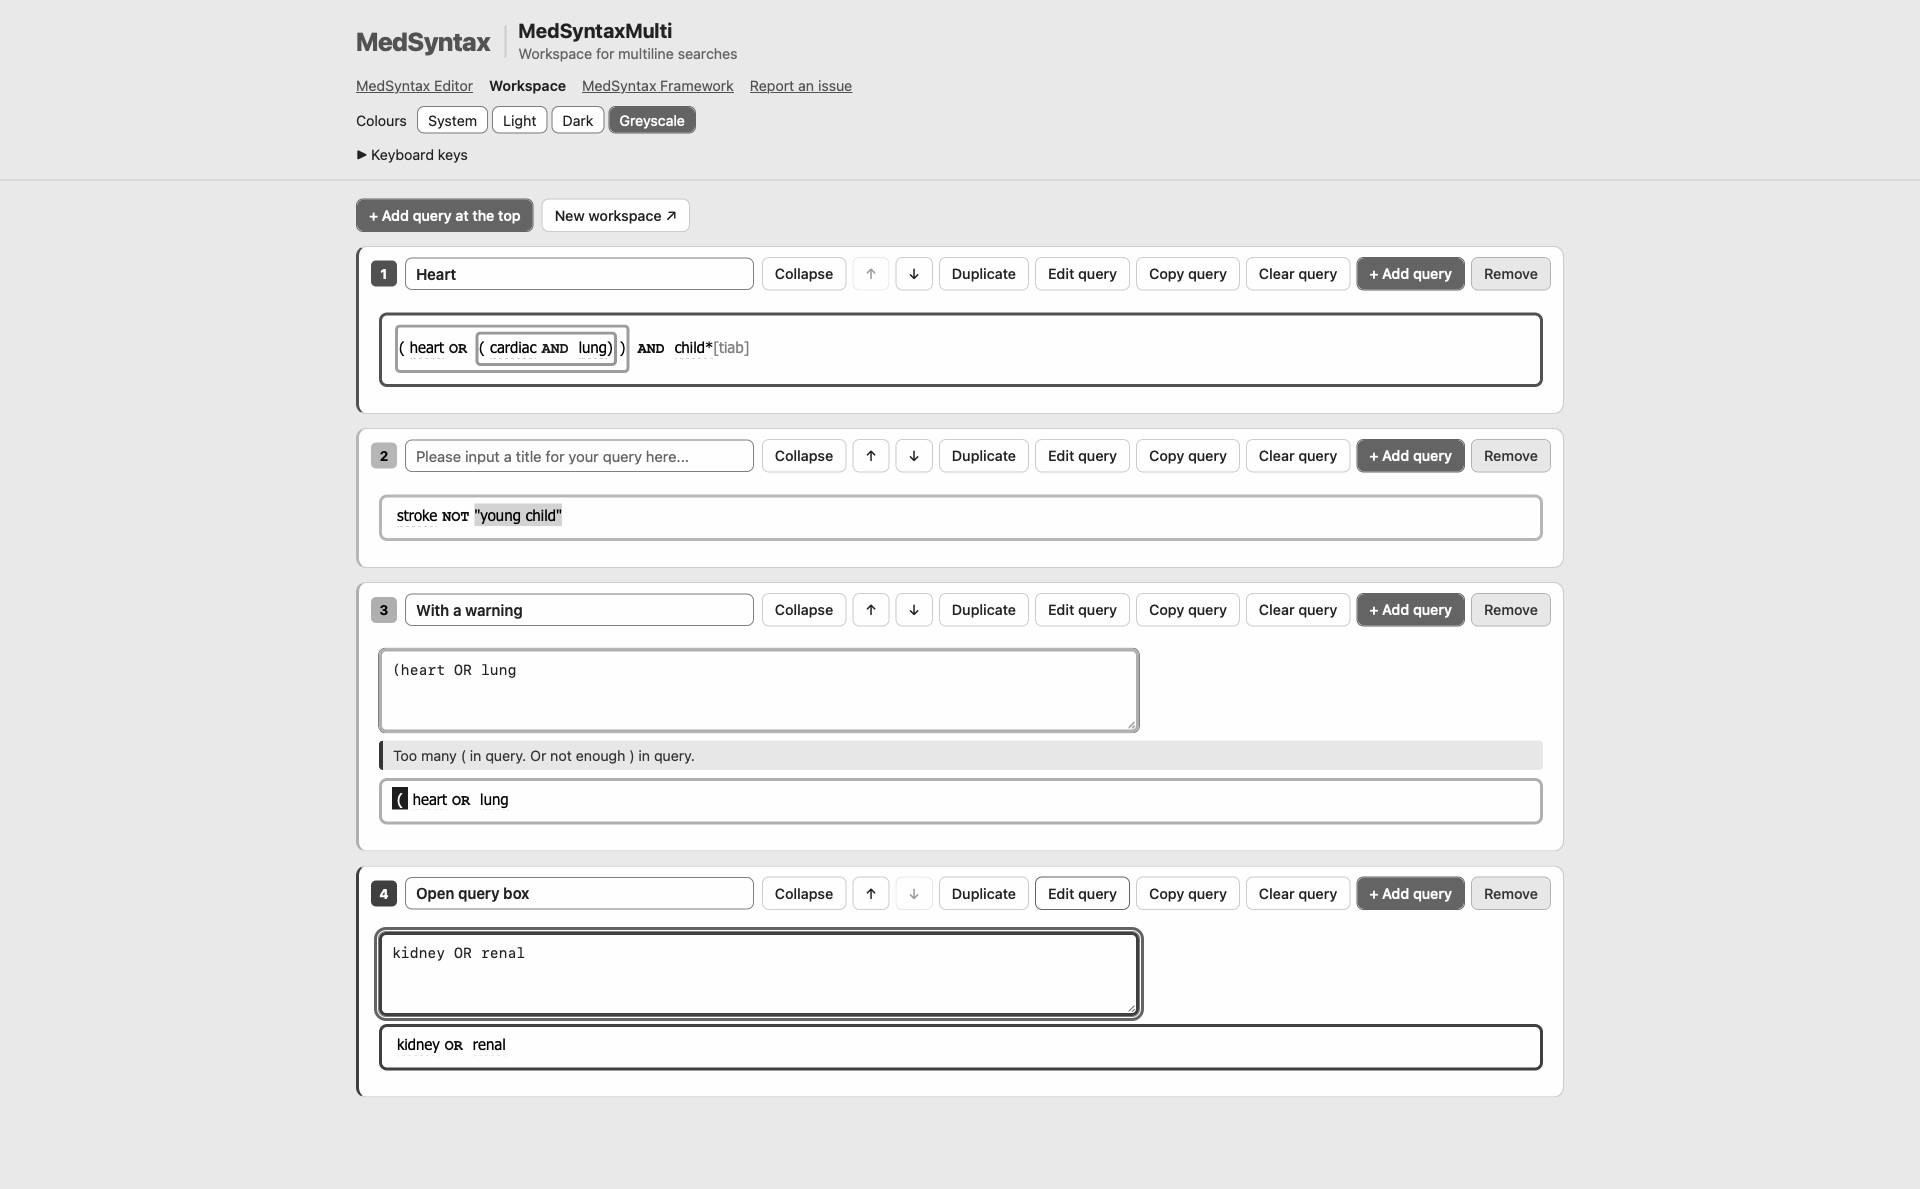 MedSyntax
MedSyntaxMulti
Workspace for multiline searches
MedSyntax Editor Workspace MedSyntax Framework Report an issue
Colours System Light Dark Greyscale
▶ Keyboard keys
+ Add query at the top New workspace ↗
1 Heart Collapse ↑ ↓ Duplicate Edit query Copy query Clear query + Add query Remove
( heart OR ( cardiac AND lung) ) AND child*[tiab]
2 Please input a title for your query here... Collapse ↑ ↓ Duplicate Edit query Copy query Clear query + Add query Remove
stroke NOT "young child"
3 With a warning Collapse ↑ ↓ Duplicate Edit query Copy query Clear query + Add query Remove
(heart OR lung
Too many ( in query. Or not enough ) in query.
( heart OR lung
4 Open query box Collapse ↑ ↓ Duplicate Edit query Copy query Clear query + Add query Remove
kidney OR renal
kidney OR renal